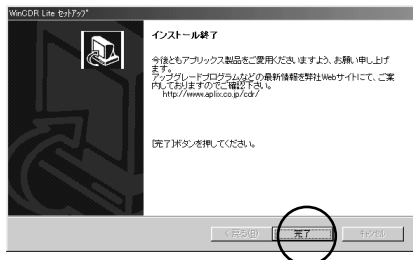 WinCDR Lite セットアップ
インストール終了
今後ともアプリックス製品をご愛用くださいますよう、お願い申し上げ
ます。
アップグレードプログラムなどの最新情報を弊社Webサイトにて、ご案
内しておりますのでご確認下さい。
http://www.aplix.co.jp/cdr/
[完了]ボタンを押してください。
< 戻る(B)
完了
キャンセル